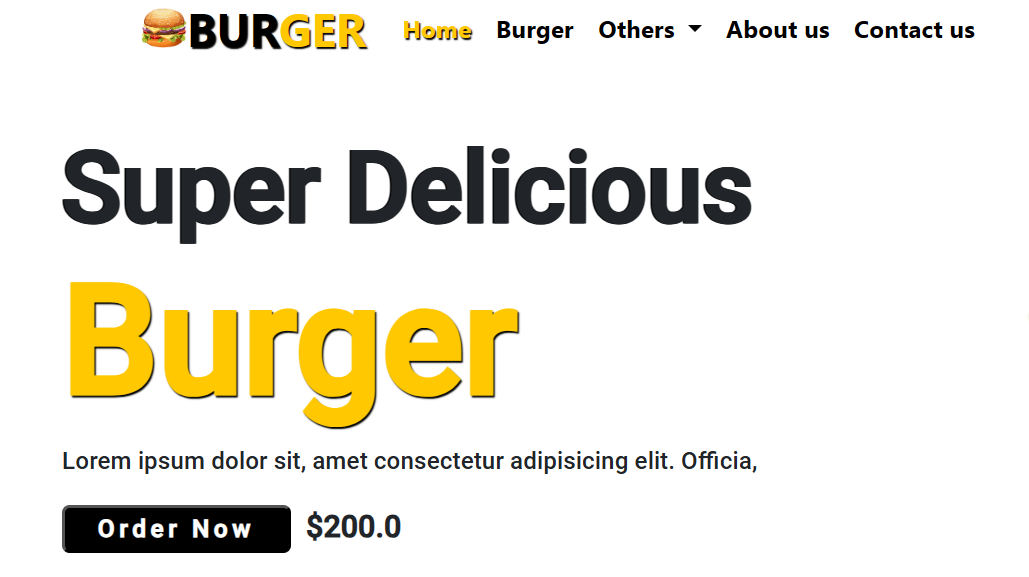 BURGER Home Burger Others About us Contact us
Super Delicious
Burger
Lorem ipsum dolor sit, amet consectetur adipisicing elit. Officia,
Order Now $200.0